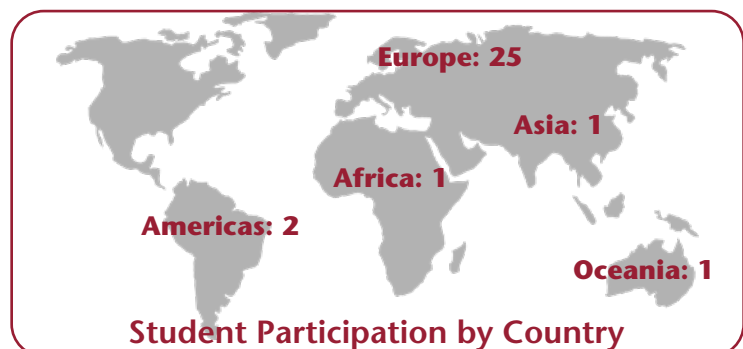 Europe: 25
Asia: 1
Africa: 1
Americas: 2
Oceania: 1
Student Participation by Country